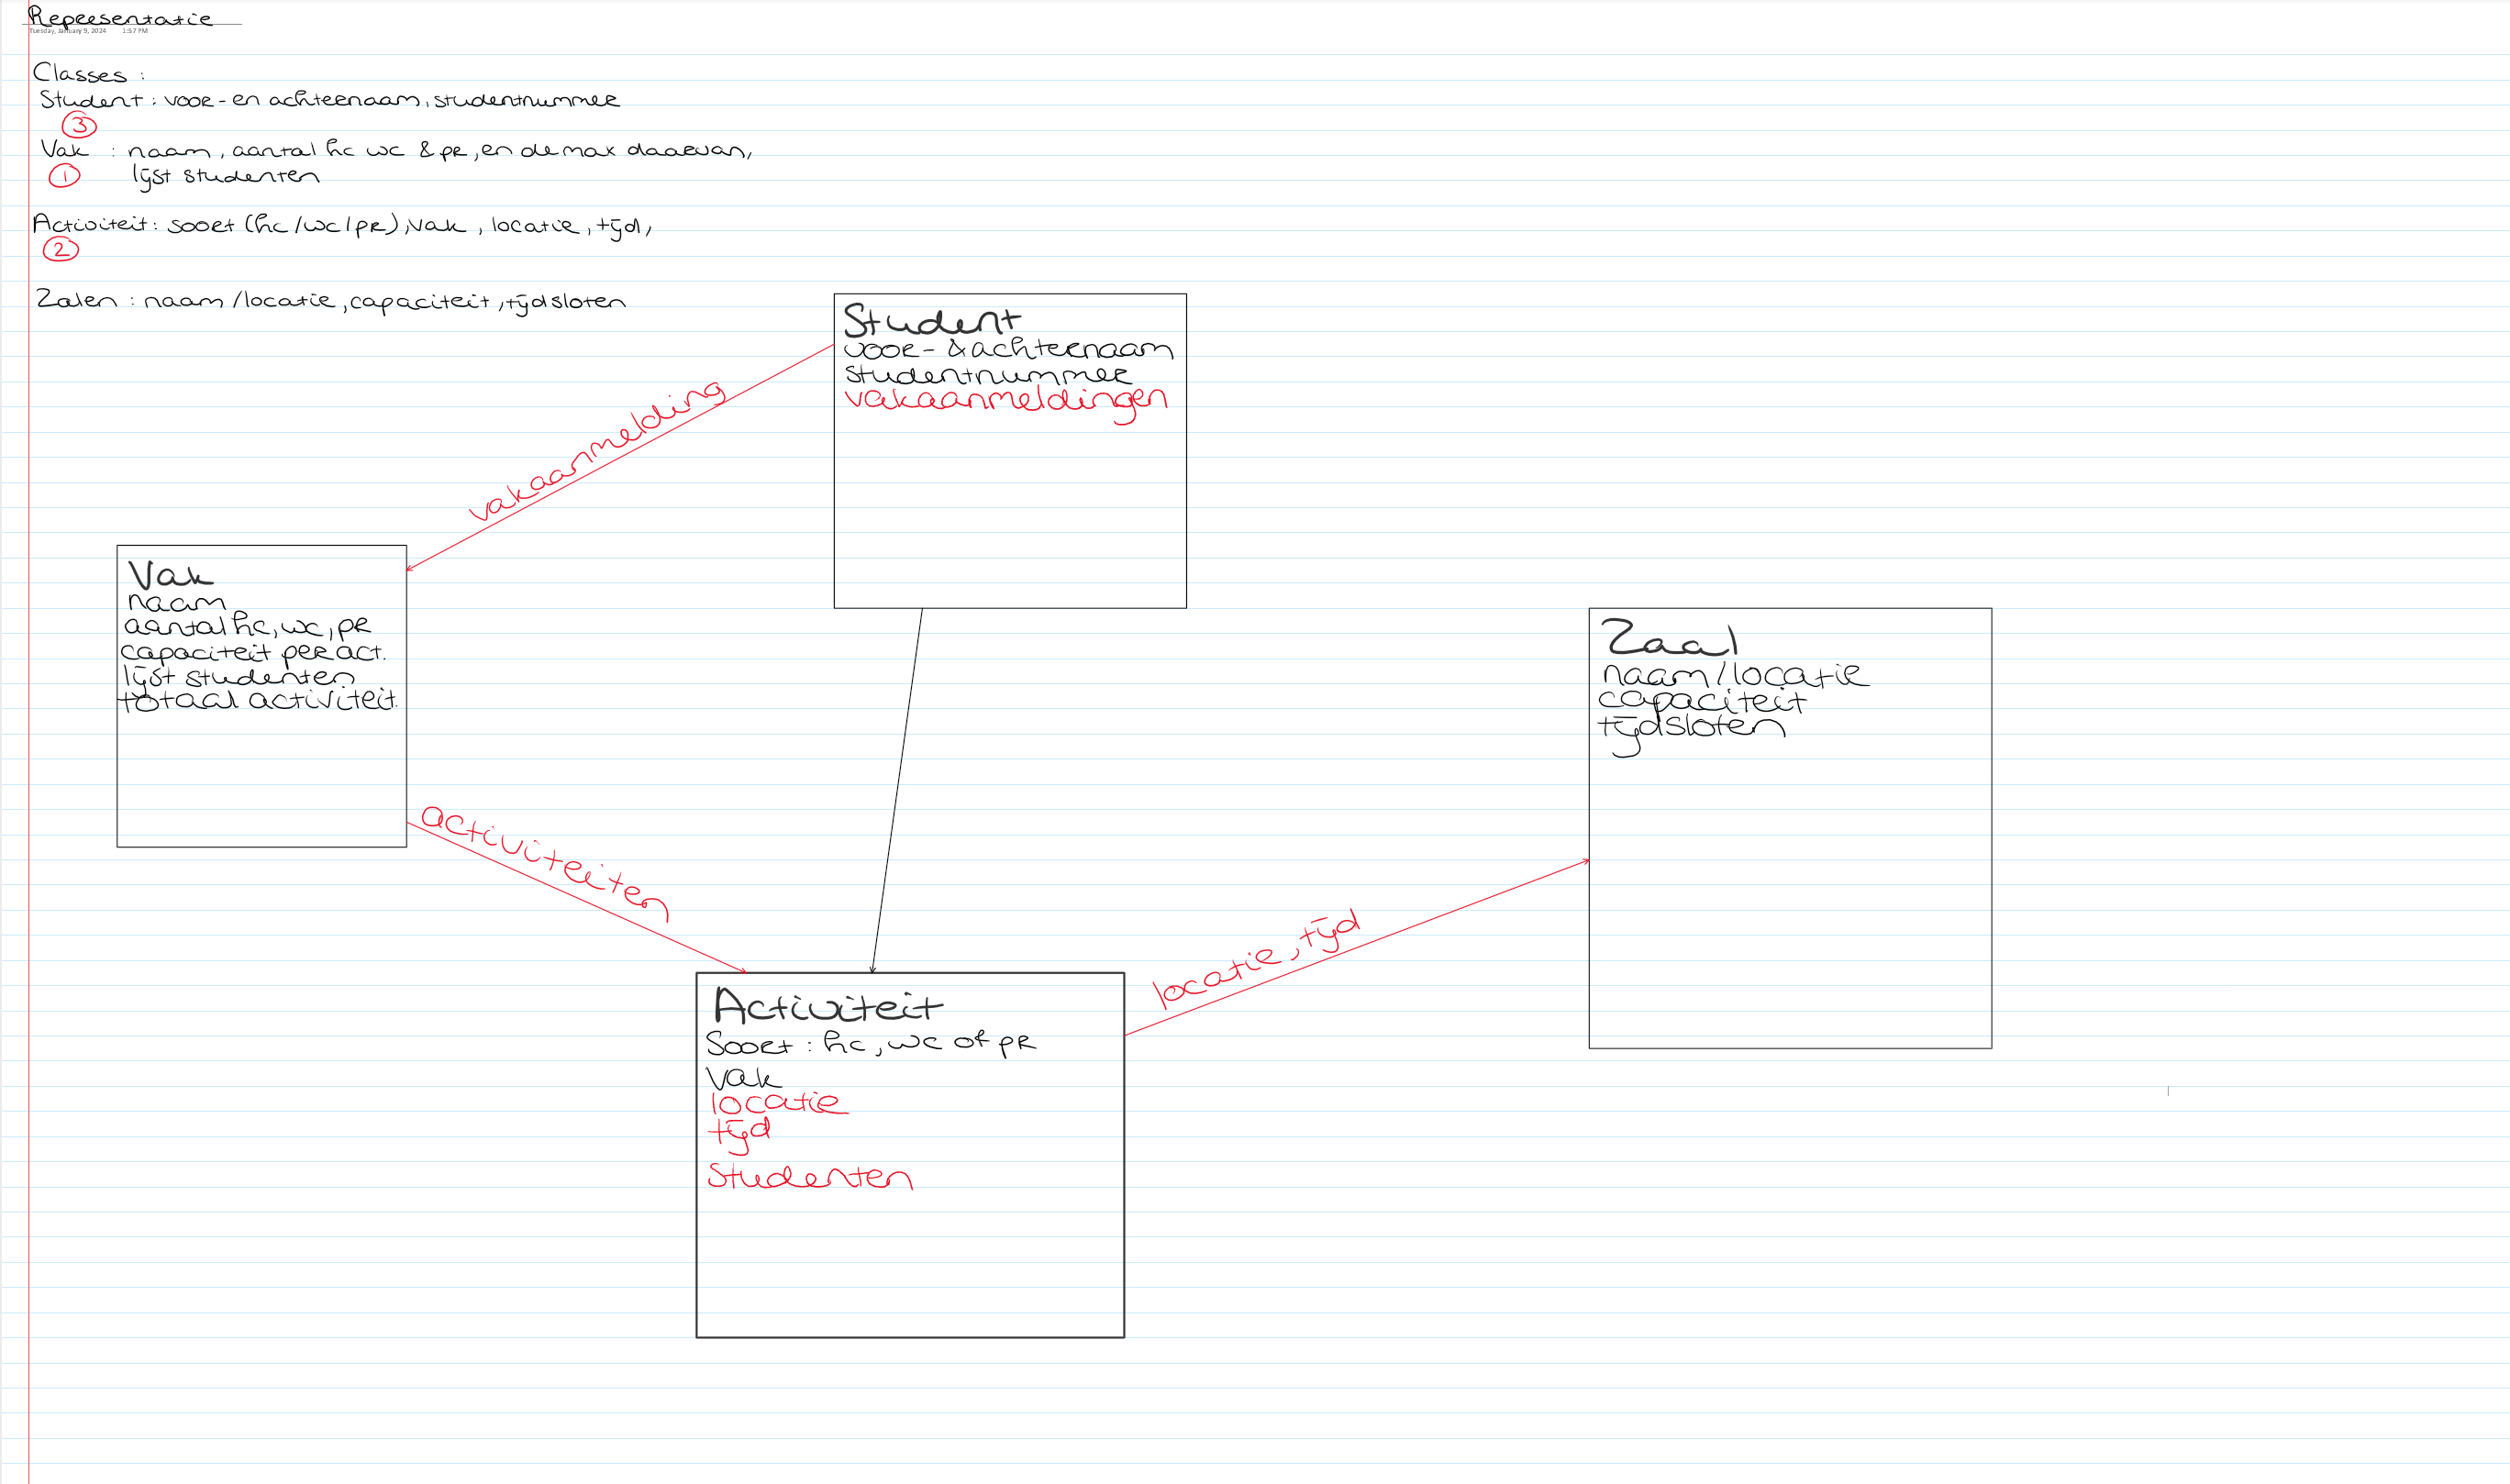 Representatie
Tuesday, January 9, 2024 1:57 PM
Classes :
Student : voor- en achternaam, studentnummer
3
Vak : naam, aantal hc wc & pr, en de max daarvan,
1
lijst studenten
Activiteit: soort (hc/wc/pr), vak, locatie, tijd,
2
Zalen : naam/locatie, capaciteit, tijdsloten
Student
voor- & achternaam
studentnummer
vakaanmeldingen
vakaanmelding
Vak
naam
aantal hc, wc, pr
capaciteit per act.
lijst studenten
totaal activiteit.
Zaal
naam/locatie
capaciteit
tijdsloten
activiteiten
locatie, tijd
Activiteit
Soort : hc, wc of pr
vak
locatie
tijd
Studenten